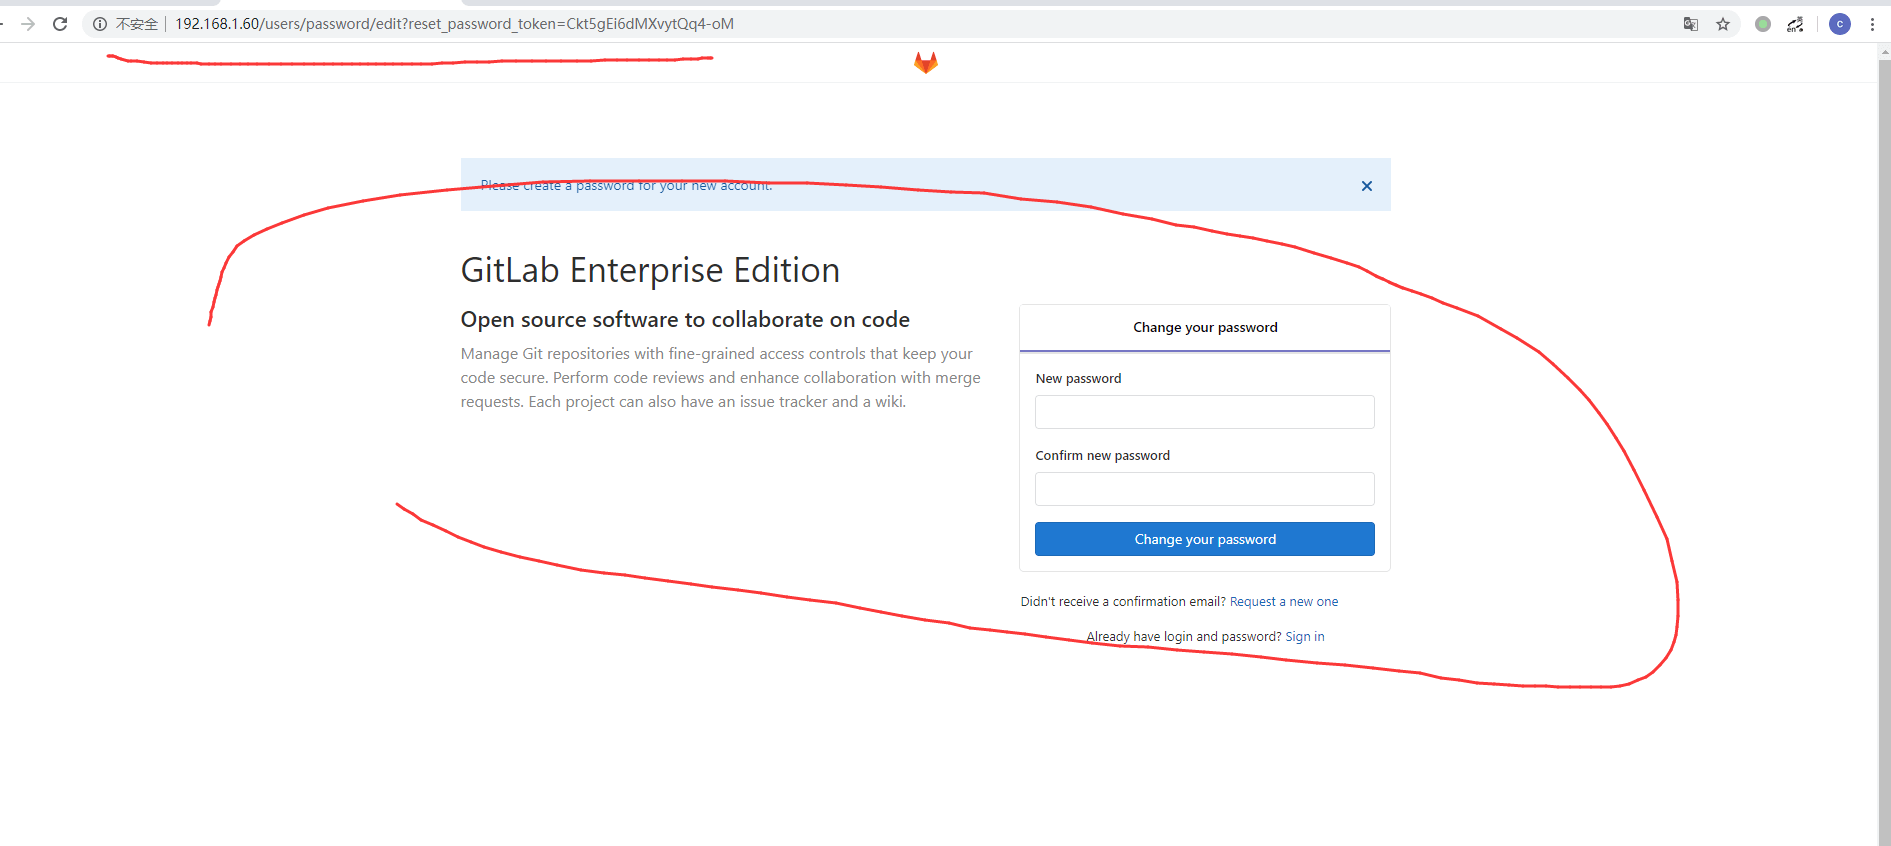 不安全 192.168.1.60/users/password/edit?reset_password_token=Ckt5gEi6dMXvytQq4-oM
en
c
Please create a password for your new account.
GitLab Enterprise Edition
Open source software to collaborate on code
Manage Git repositories with fine-grained access controls that keep your
code secure. Perform code reviews and enhance collaboration with merge
requests. Each project can also have an issue tracker and a wiki.
Change your password
New password
Confirm new password
Change your password
Didn't receive a confirmation email? Request a new one
Already have login and password? Sign in